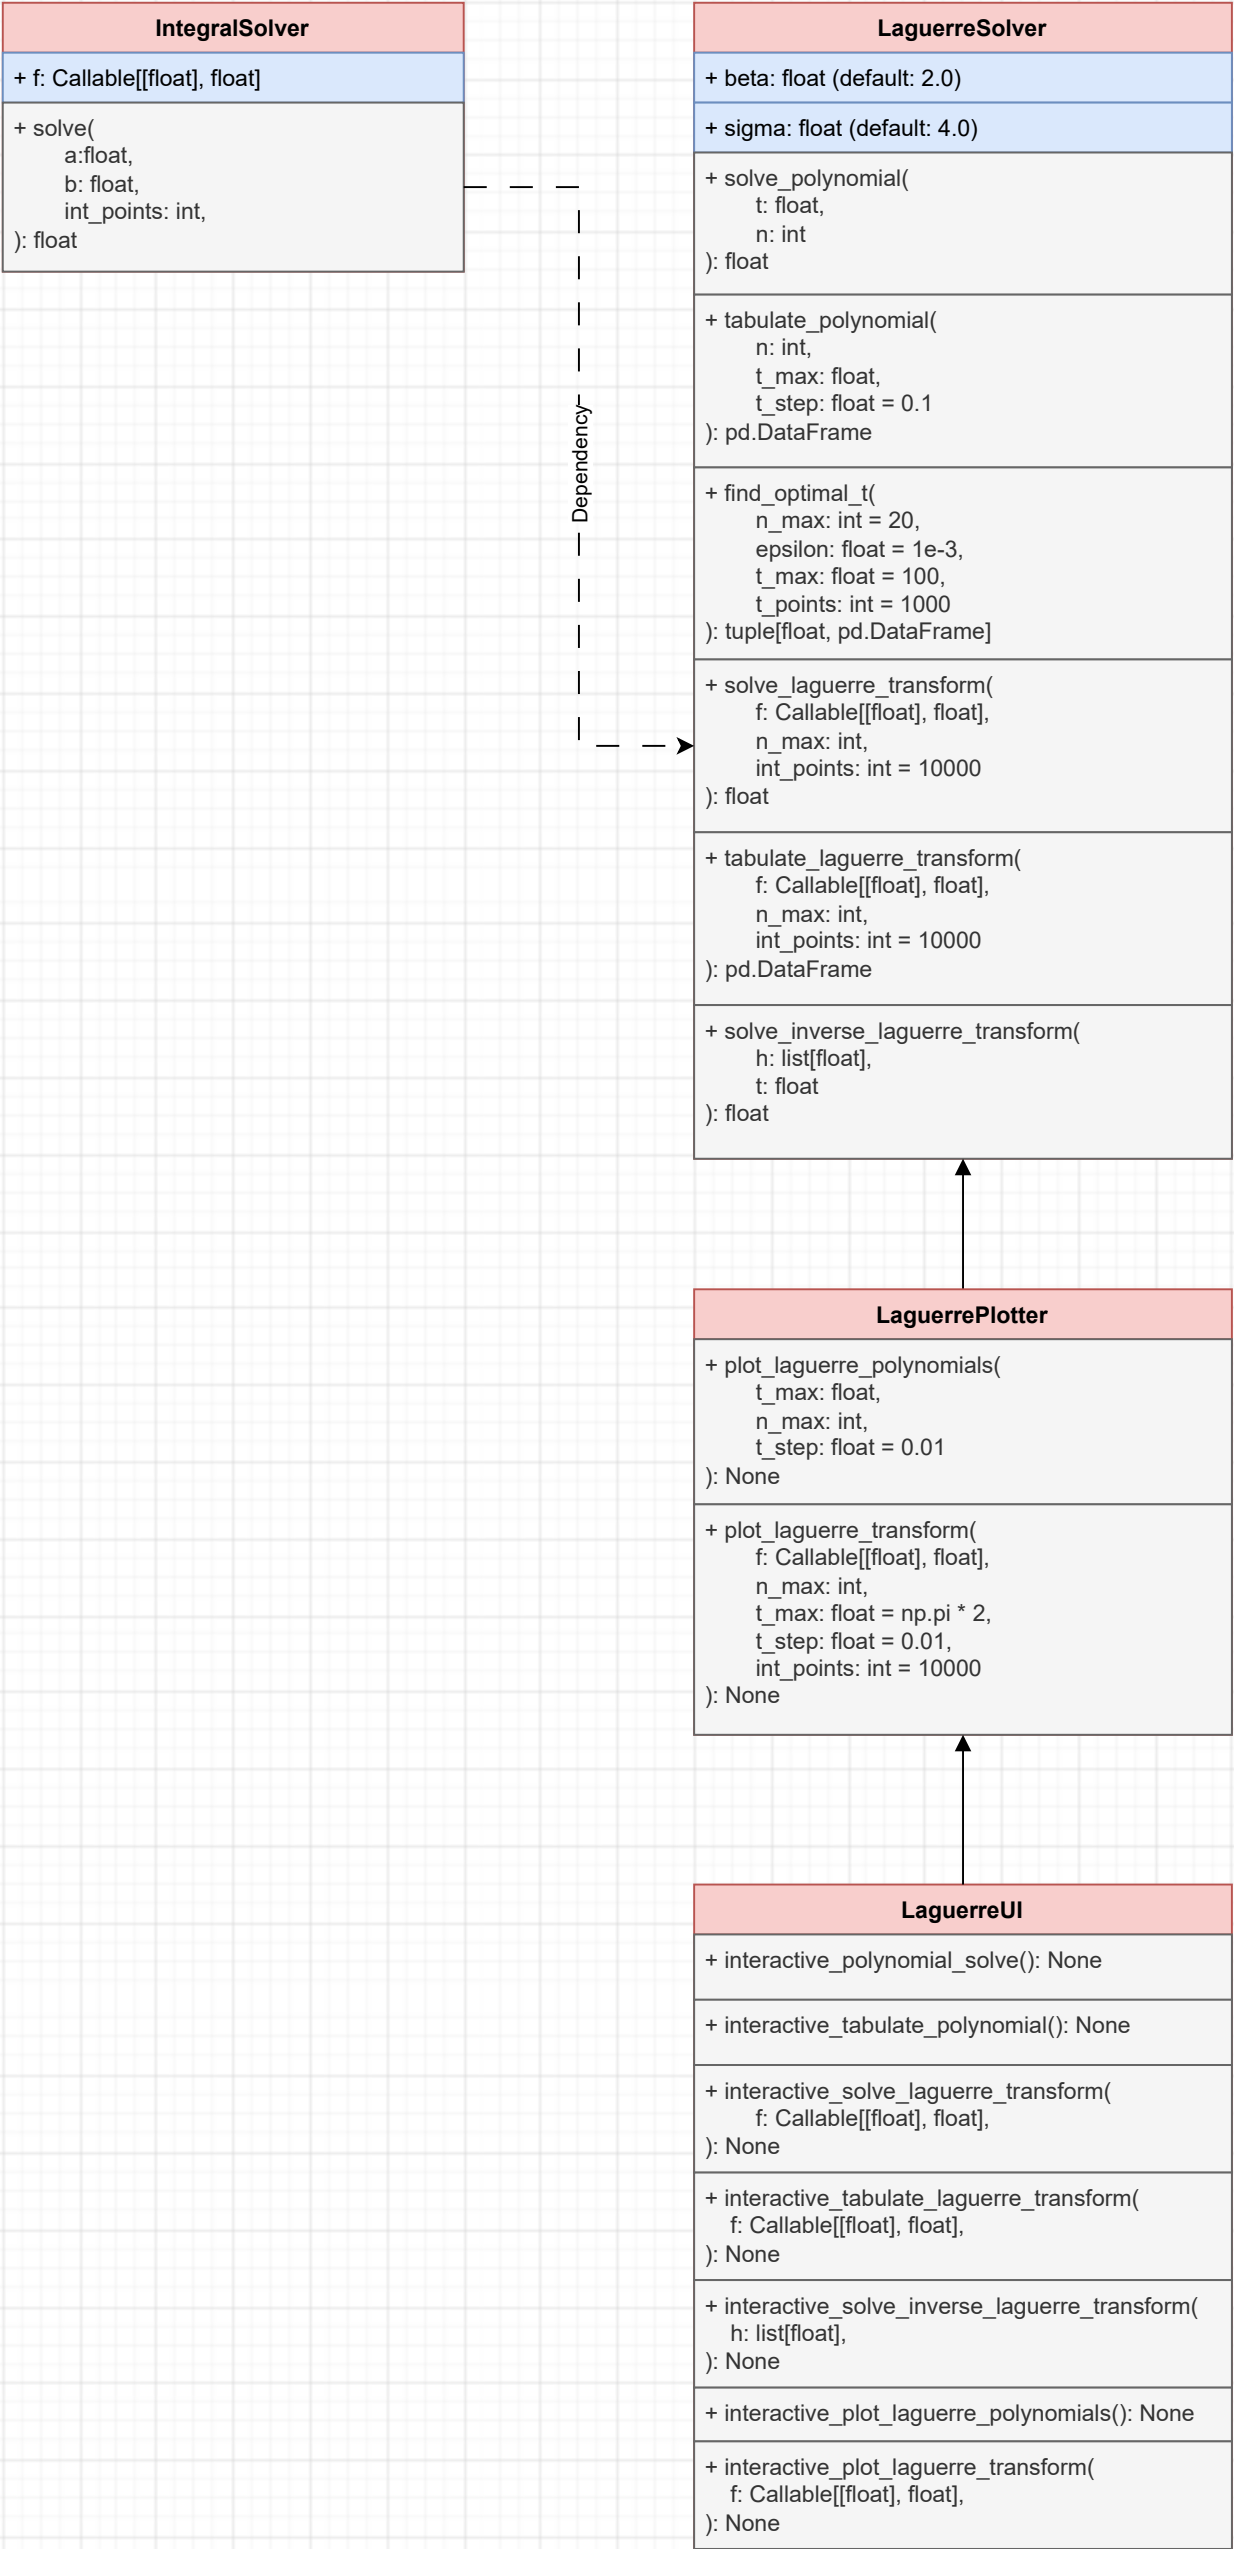 IntegralSolver
+ f: Callable[[float], float]
+ solve(
a:float,
b: float,
int_points: int,
): float
Dependency
LaguerreSolver
+ beta: float (default: 2.0)
+ sigma: float (default: 4.0)
+ solve_polynomial(
t: float,
n: int
): float
+ tabulate_polynomial(
n: int,
t_max: float,
t_step: float = 0.1
): pd.DataFrame
+ find_optimal_t(
n_max: int = 20,
epsilon: float = 1e-3,
t_max: float = 100,
t_points: int = 1000
): tuple[float, pd.DataFrame]
+ solve_laguerre_transform(
f: Callable[[float], float],
n_max: int,
int_points: int = 10000
): float
+ tabulate_laguerre_transform(
f: Callable[[float], float],
n_max: int,
int_points: int = 10000
): pd.DataFrame
+ solve_inverse_laguerre_transform(
h: list[float],
t: float
): float
LaguerrePlotter
+ plot_laguerre_polynomials(
t_max: float,
n_max: int,
t_step: float = 0.01
): None
+ plot_laguerre_transform(
f: Callable[[float], float],
n_max: int,
t_max: float = np.pi * 2,
t_step: float = 0.01,
int_points: int = 10000
): None
LaguerreUI
+ interactive_polynomial_solve(): None
+ interactive_tabulate_polynomial(): None
+ interactive_solve_laguerre_transform(
f: Callable[[float], float],
): None
+ interactive_tabulate_laguerre_transform(
f: Callable[[float], float],
): None
+ interactive_solve_inverse_laguerre_transform(
h: list[float],
): None
+ interactive_plot_laguerre_polynomials(): None
+ interactive_plot_laguerre_transform(
f: Callable[[float], float],
): None